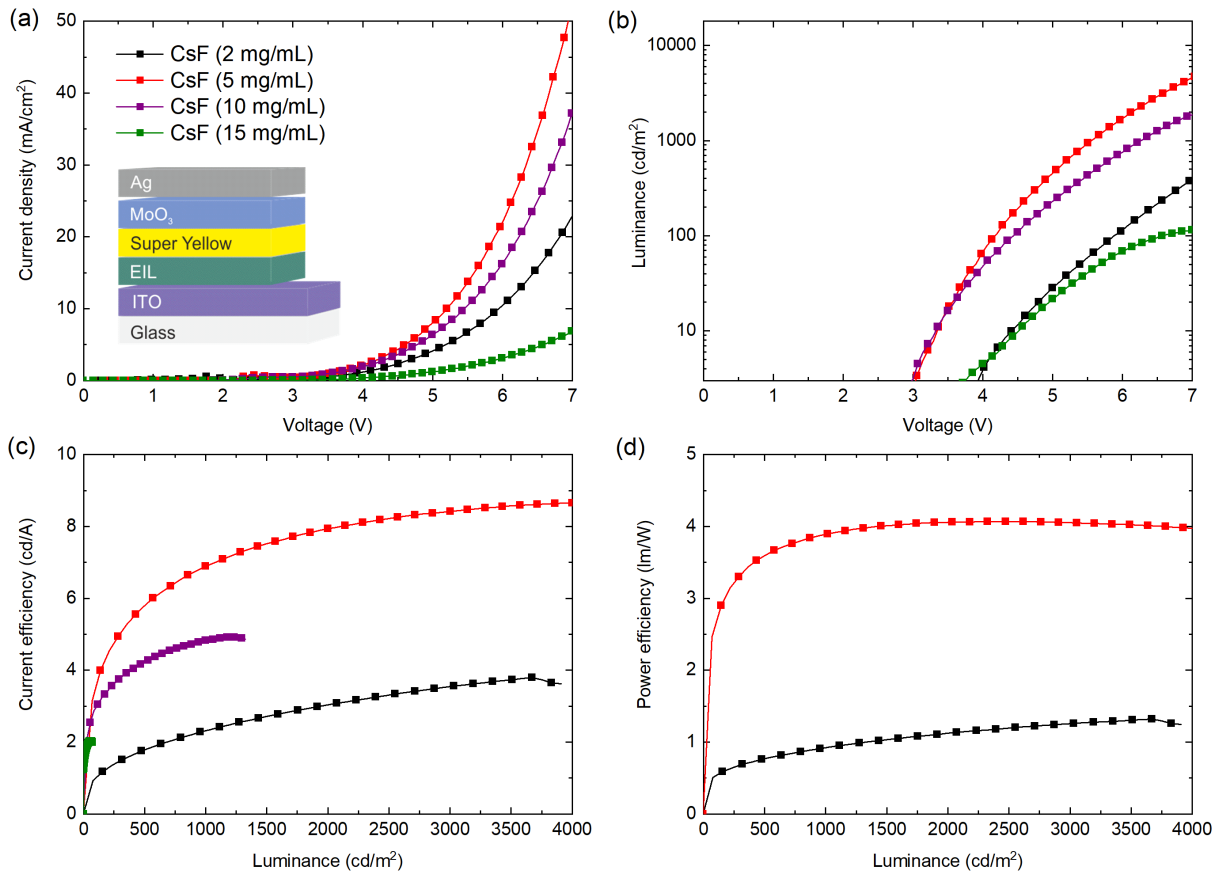 (a)
50
40
30
20
10
0
Current density (mA/cm²)
CsF (2 mg/mL)
CsF (5 mg/mL)
CsF (10 mg/mL)
CsF (15 mg/mL)
Ag
MoO₃
Super Yellow
EIL
ITO
Glass
0 1 2 3 4 5 6 7
Voltage (V)
(b)
10000
1000
100
10
Luminance (cd/m²)
0 1 2 3 4 5 6 7
Voltage (V)
(c)
10
8
6
4
2
0
Current efficiency (cd/A)
0 500 1000 1500 2000 2500 3000 3500 4000
Luminance (cd/m²)
(d)
5
4
3
2
1
0
Power efficiency (lm/W)
0 500 1000 1500 2000 2500 3000 3500 4000
Luminance (cd/m²)